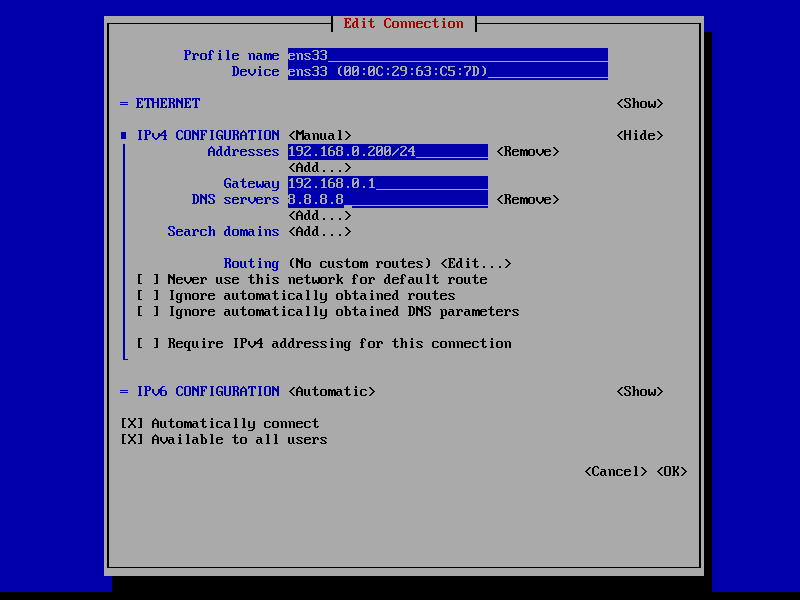 Edit Connection
Profile name ens33
Device ens33 (00:0C:29:63:C5:7D)
= ETHERNET <Show>
IPv4 CONFIGURATION <Manual> <Hide>
Addresses 192.168.0.200/24 <Remove>
<Add...>
Gateway 192.168.0.1
DNS servers 8.8.8.8 <Remove>
<Add...>
Search domains <Add...>
Routing (No custom routes) <Edit...>
[ ] Never use this network for default route
[ ] Ignore automatically obtained routes
[ ] Ignore automatically obtained DNS parameters
[ ] Require IPv4 addressing for this connection
= IPv6 CONFIGURATION <Automatic> <Show>
[X] Automatically connect
[X] Available to all users
<Cancel> <OK>